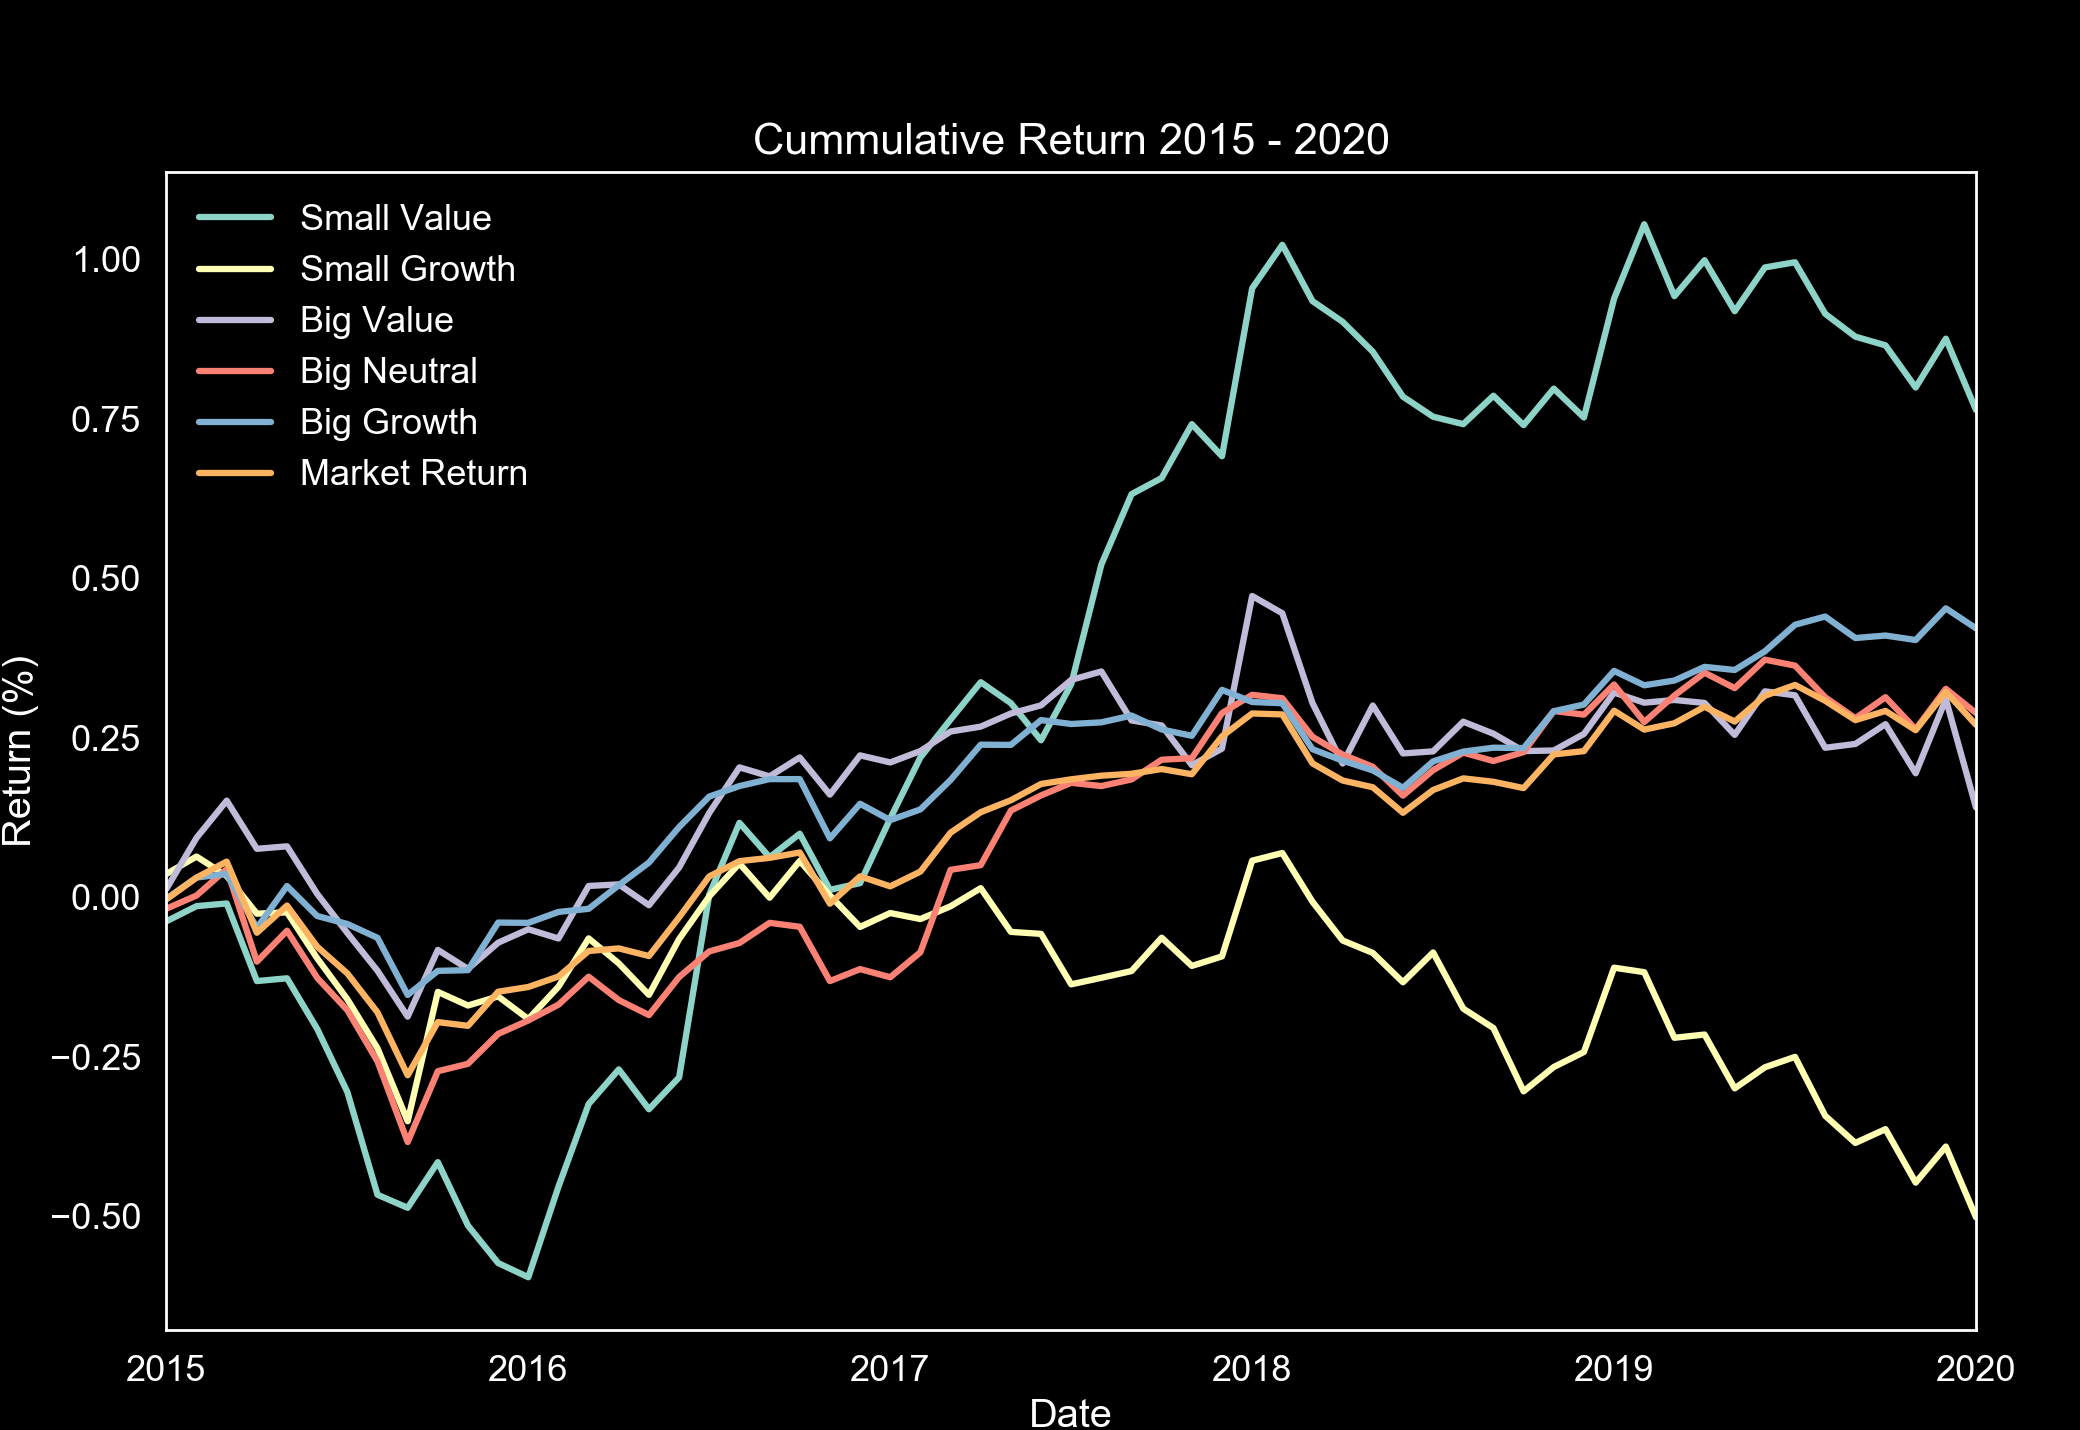 Cummulative Return 2015 - 2020
Small Value
Small Growth
Big Value
Big Neutral
Big Growth
Market Return
1.00
0.75
0.50
0.25
0.00
−0.25
−0.50
Return (%)
2015 2016 2017 2018 2019 2020
Date